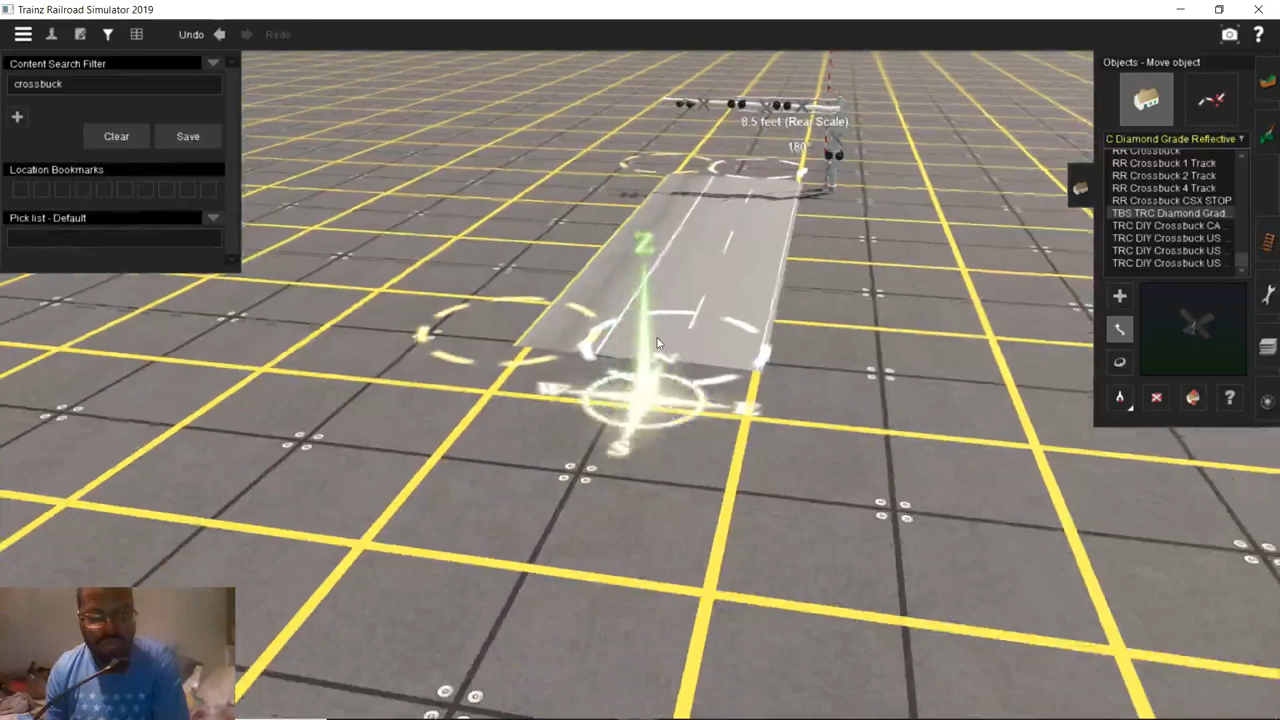 Trainz Railroad Simulator 2019
Undo
Redo
?
Content Search Filter
crossbuck
Clear
Save
Location Bookmarks
Pick list - Default
8.5 feet (Rear Scale)
180°
Z
W
S
Objects - Move object
C Diamond Grade Reflective
RR Crossbuck
RR Crossbuck 1 Track
RR Crossbuck 2 Track
RR Crossbuck 4 Track
RR Crossbuck CSX STOP
TBS TRC Diamond Grad
TRC DIY Crossbuck CA ...
TRC DIY Crossbuck US ...
TRC DIY Crossbuck US ...
TRC DIY Crossbuck US ...
?